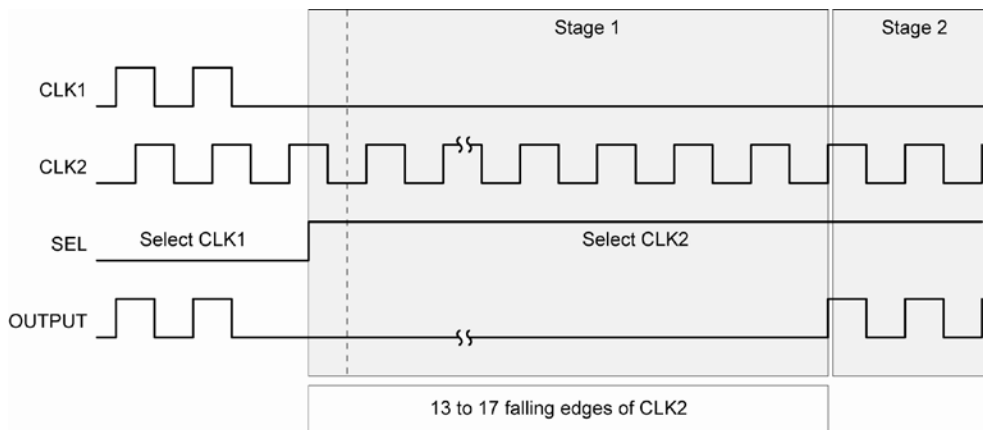 Stage 1
Stage 2
CLK1
CLK2
SEL
Select CLK1
Select CLK2
OUTPUT
13 to 17 falling edges of CLK2